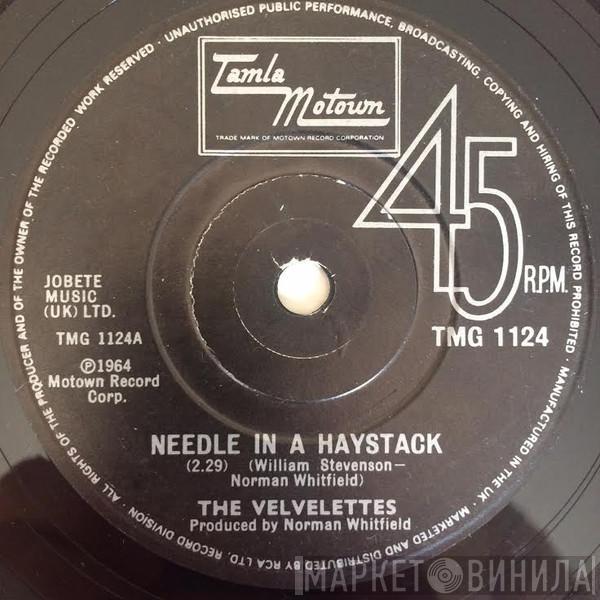 ALL RIGHTS OF THE PRODUCER AND OF THE OWNER OF THE RECORDED WORK RESERVED · UNAUTHORISED PUBLIC PERFORMANCE, BROADCASTING, COPYING AND HIRING OF THIS RECORD PROHIBITED · MANUFACTURED IN THE UK · MARKETED AND DISTRIBUTED BY RCA LTD. RECORD DIVISION ·
Tamla
Motown
TRADE MARK OF MOTOWN RECORD CORPORATION
45
R.P.M.
TMG 1124
JOBETE
MUSIC
(UK) LTD.
TMG 1124A
Ⓟ1964
Motown Record
Corp.
NEEDLE IN A HAYSTACK
(2.29) (William Stevenson—
Norman Whitfield)
THE VELVELETTES
Produced by Norman Whitfield
МАРКЕТ ВИНИЛА